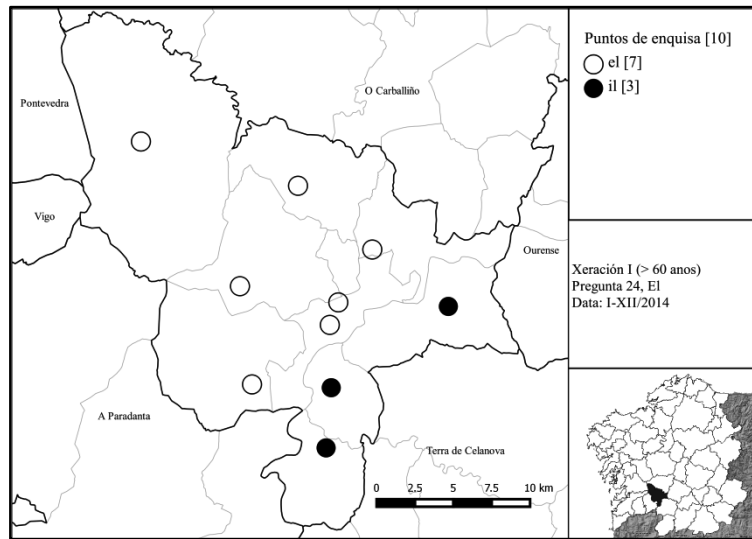 Pontevedra
O Carballiño
Vigo
Ourense
A Paradanta
Terra de Celanova
0 2,5 5 7,5 10 km
Puntos de enquisa [10]
el [7]
il [3]
Xeración I (> 60 anos)
Pregunta 24, El
Data: I-XII/2014